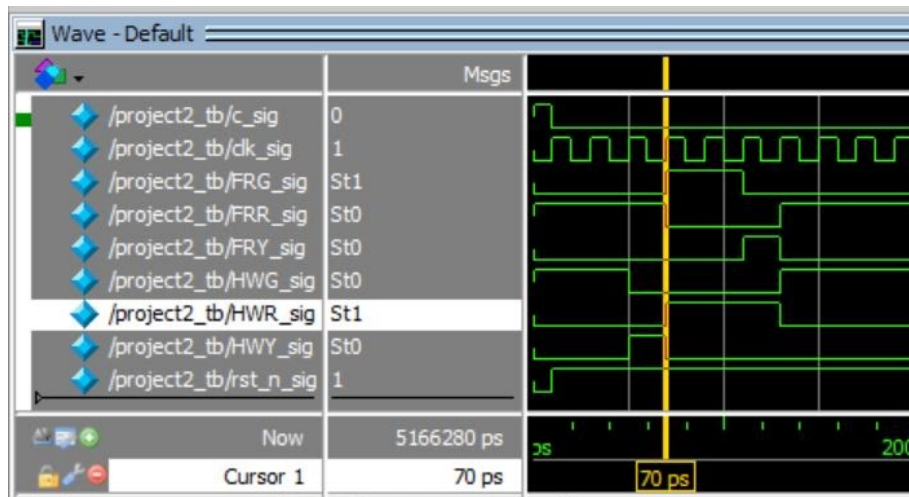 Wave - Default
Msgs
/project2_tb/c_sig 0
/project2_tb/clk_sig 1
/project2_tb/FRG_sig St1
/project2_tb/FRR_sig St0
/project2_tb/FRY_sig St0
/project2_tb/HWG_sig St0
/project2_tb/HWR_sig St1
/project2_tb/HWY_sig St0
/project2_tb/rst_n_sig 1
Now 5166280 ps
ps 200
Cursor 1 70 ps
70 ps